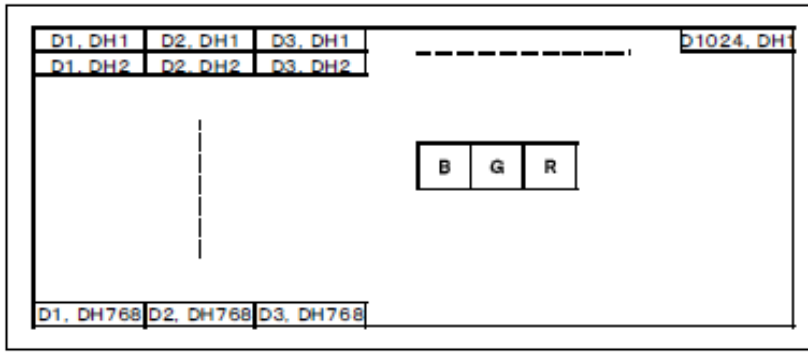 D1, DH1 D2, DH1 D3, DH1 D1024, DH1
D1, DH2 D2, DH2 D3, DH2
B G R
D1, DH768 D2, DH768 D3, DH768